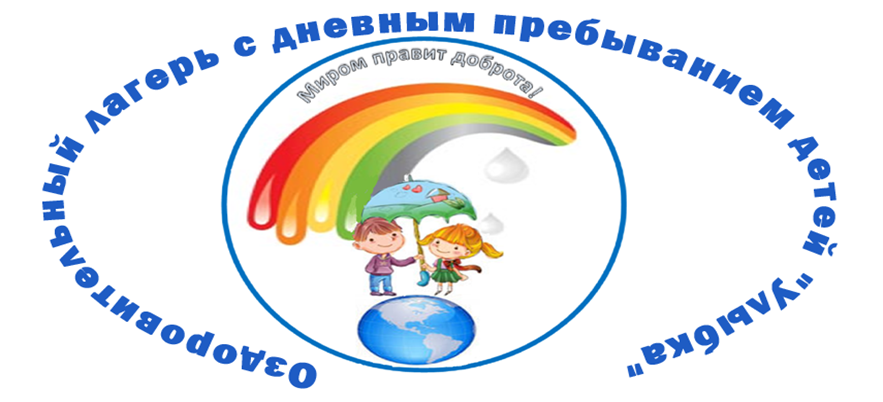 Оздоровительный лагерь с дневным пребыванием детей "Улыбка"
Миром правит доброта!